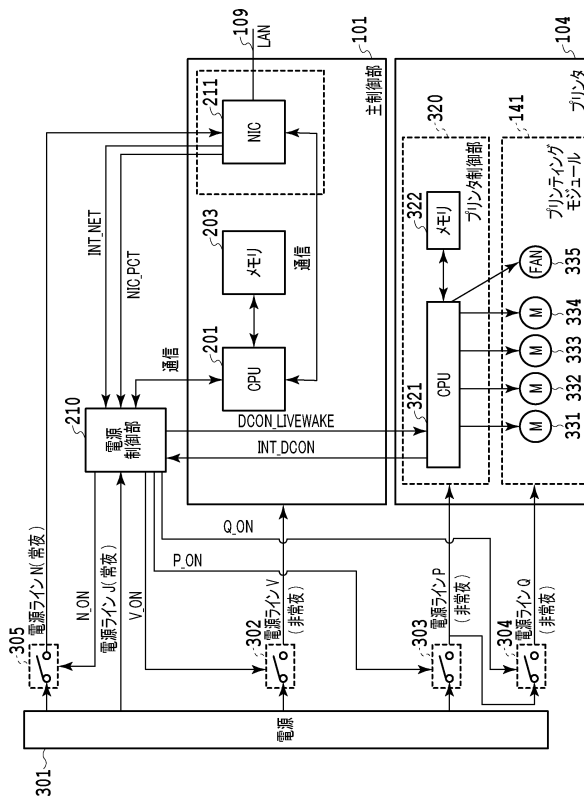 109
LAN
101
主制御部
211
NIC
INT_NET
NIC_PCT
203
メモリ
通信
201
CPU
通信
210
電源
制御部
DCON_LIVEWAKE
INT_DCON
Q_ON
P_ON
電源ラインN(常夜)
N_ON
電源ラインJ(常夜)
V_ON
305
302
電源ラインV
(非常夜)
303
電源ラインP
(非常夜)
304
電源ラインQ
(非常夜)
電源
301
104
プリンタ
320
プリンタ制御部
322
メモリ
321
CPU
141
プリンティング
モジュール
FAN
335
M
334
M
333
M
332
M
331